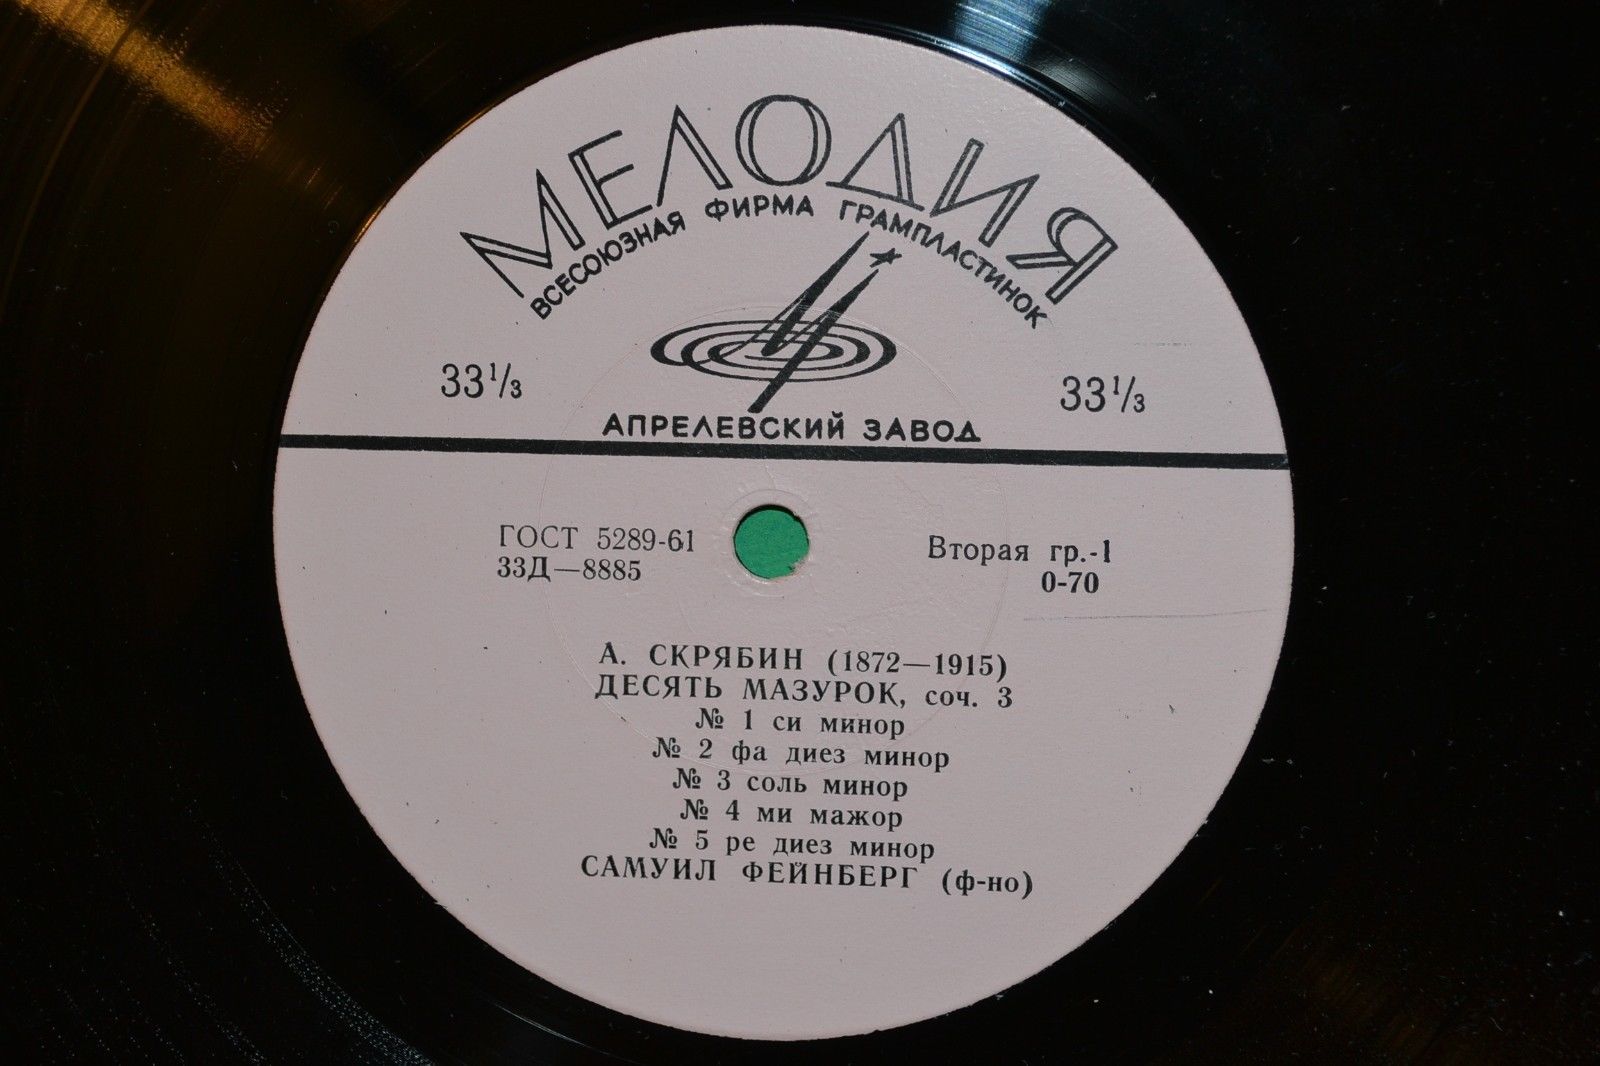 МЕЛОДИЯ
ВСЕСОЮЗНАЯ ФИРМА ГРАМПЛАСТИНОК
33⅓ 33⅓
АПРЕЛЕВСКИЙ ЗАВОД
ГОСТ 5289-61 Вторая гр.-1
33Д—8885 0-70
А. СКРЯБИН (1872—1915)
ДЕСЯТЬ МАЗУРОК, соч. 3
№ 1 си минор
№ 2 фа диез минор
№ 3 соль минор
№ 4 ми мажор
№ 5 ре диез минор
САМУИЛ ФЕЙНБЕРГ (ф-но)